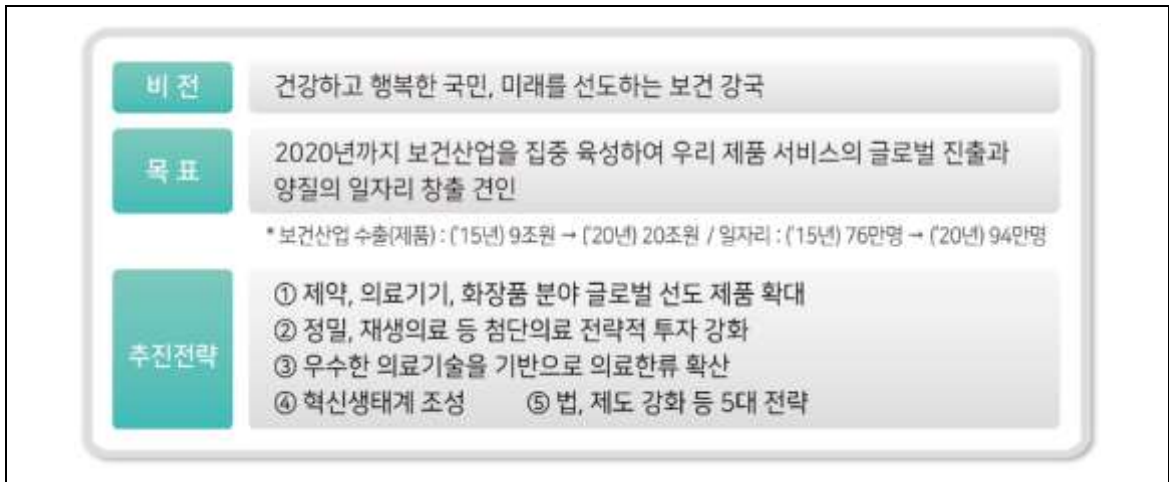 비 전
건강하고 행복한 국민, 미래를 선도하는 보건 강국
목 표
2020년까지 보건산업을 집중 육성하여 우리 제품 서비스의 글로벌 진출과
양질의 일자리 창출 견인
* 보건산업 수출(제품) : ('15년) 9조원 → ('20년) 20조원 / 일자리 : ('15년) 76만명 → ('20년) 94만명
추진전략
① 제약, 의료기기, 화장품 분야 글로벌 선도 제품 확대
② 정밀, 재생의료 등 첨단의료 전략적 투자 강화
③ 우수한 의료기술을 기반으로 의료한류 확산
④ 혁신생태계 조성 ⑤ 법, 제도 강화 등 5대 전략